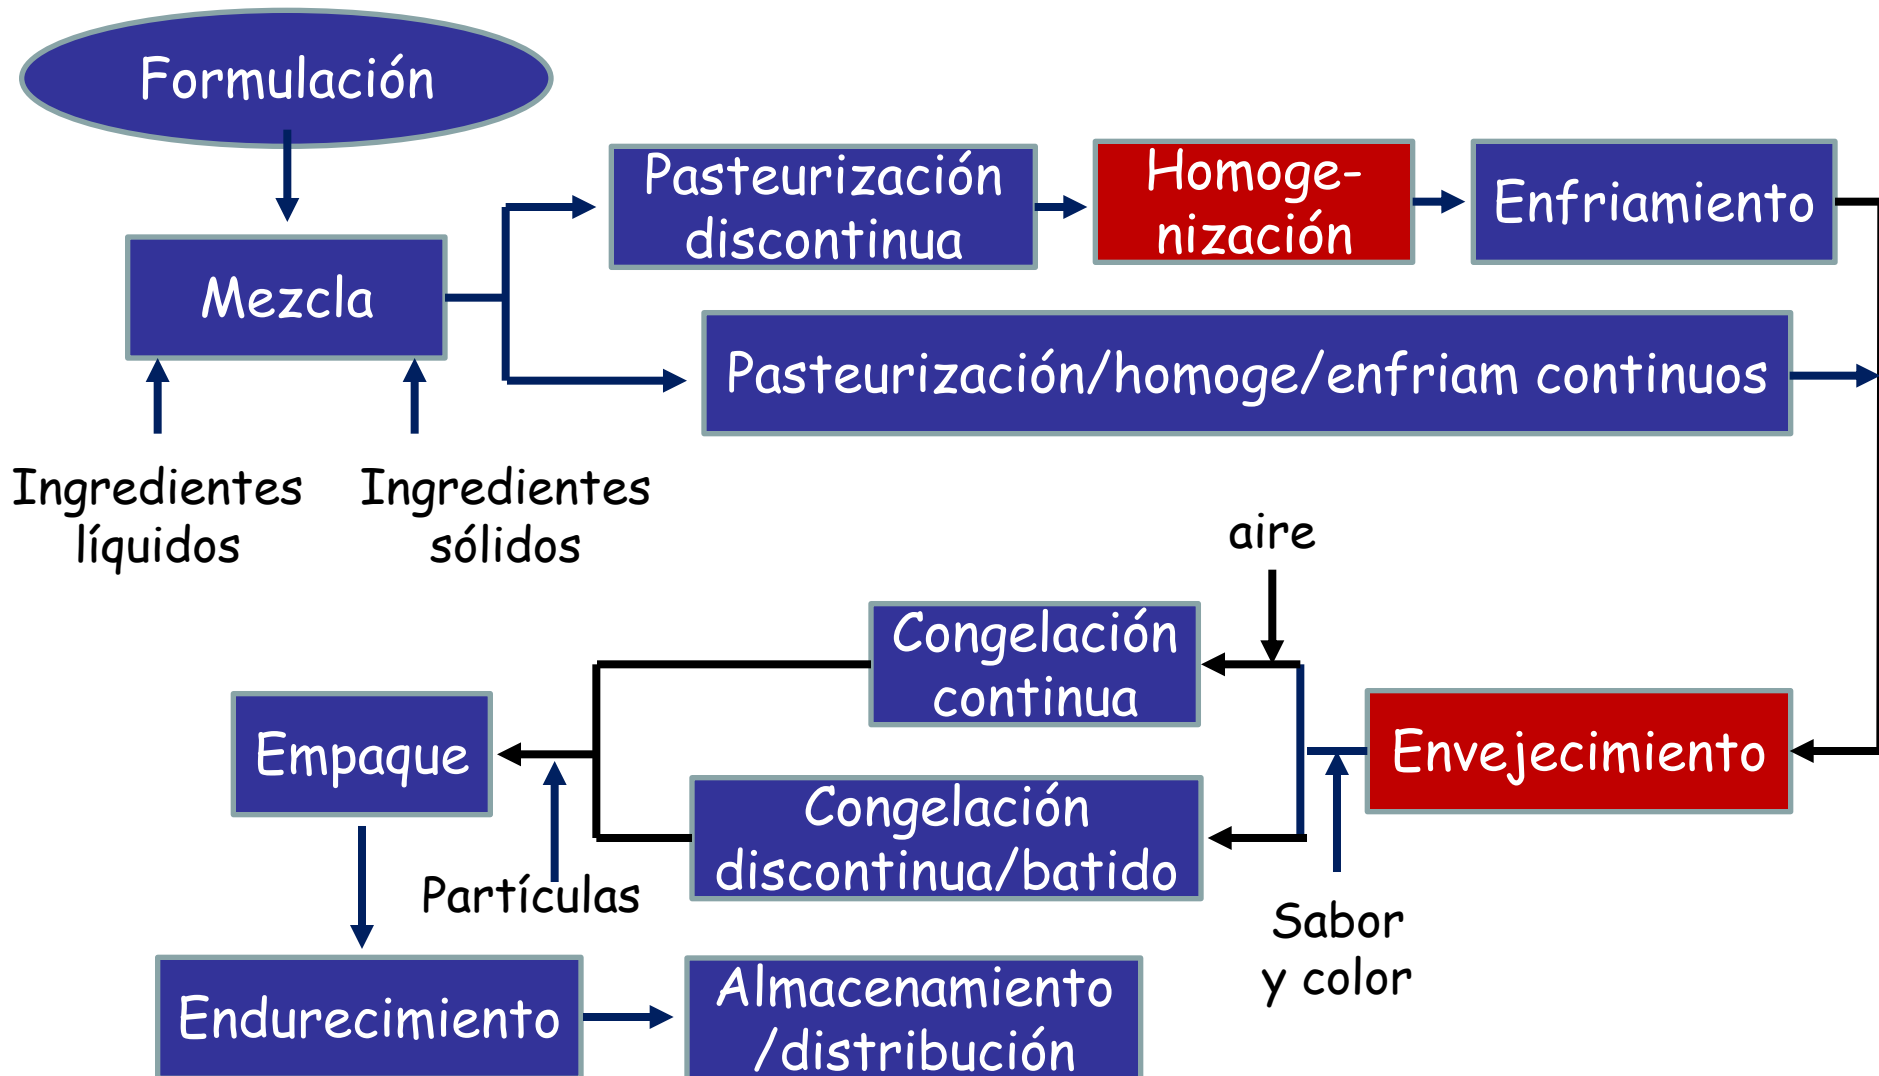 Formulación
Pasteurización
discontinua
Homoge-
nización
Enfriamiento
Mezcla
Pasteurización/homoge/enfriam continuos
Ingredientes
líquidos
Ingredientes
sólidos
aire
Congelación
continua
Envejecimiento
Empaque
Congelación
discontinua/batido
Partículas
Sabor
y color
Endurecimiento
Almacenamiento
/distribución